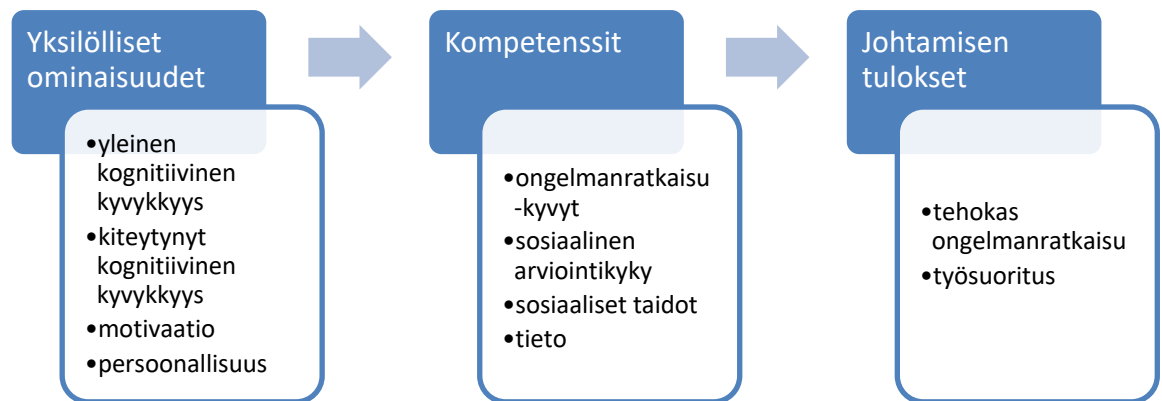 Yksilölliset
ominaisuudet
•yleinen
kognitiivinen
kyvykkyys
•kiteytynyt
kognitiivinen
kyvykkyys
•motivaatio
•persoonallisuus
Kompetenssit
•ongelmanratkaisu
-kyvyt
•sosiaalinen
arviointikyky
•sosiaaliset taidot
•tieto
Johtamisen
tulokset
•tehokas
ongelmanratkaisu
•työsuoritus